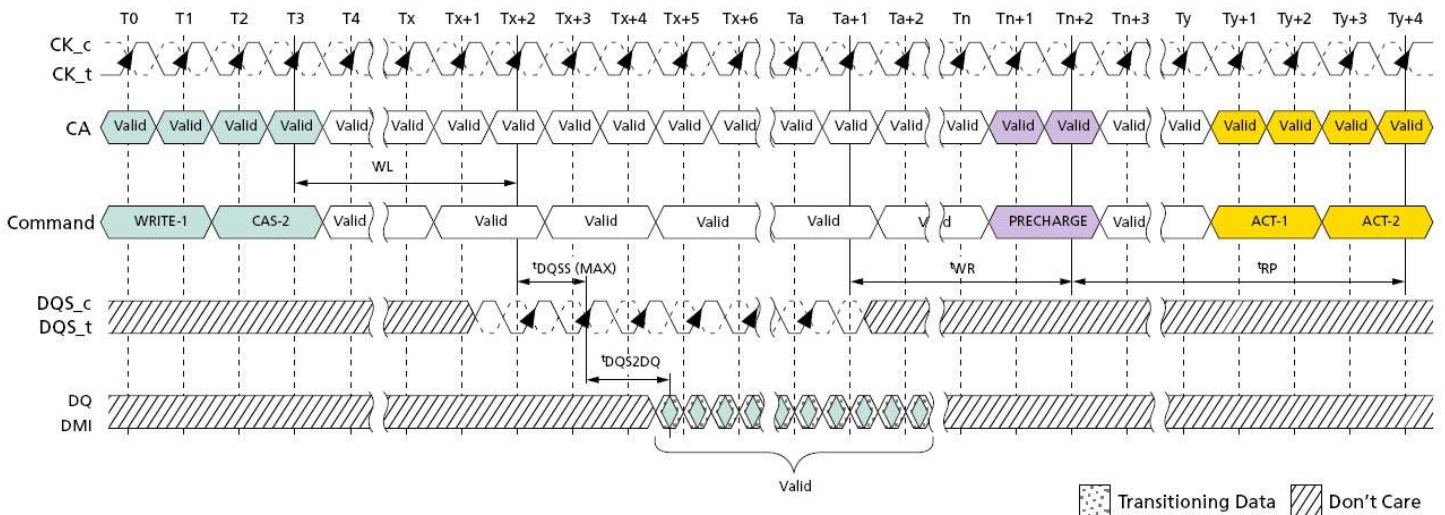 T0 T1 T2 T3 T4 Tx Tx+1 Tx+2 Tx+3 Tx+4 Tx+5 Tx+6 Ta Ta+1 Ta+2 Tn Tn+1 Tn+2 Tn+3 Ty Ty+1 Ty+2 Ty+3 Ty+4
CK_c
CK_t
CA Valid Valid Valid Valid Valid Valid Valid Valid Valid Valid Valid Valid Valid Valid Valid Valid Valid Valid Valid Valid Valid Valid Valid Valid
WL
Command WRITE-1 CAS-2 Valid Valid Valid Valid Valid Valid PRECHARGE Valid ACT-1 ACT-2
tDQSS (MAX) tWR tRP
DQS_c
DQS_t
tDQS2DQ
DQ
DMI
Valid
Transitioning Data Don't Care